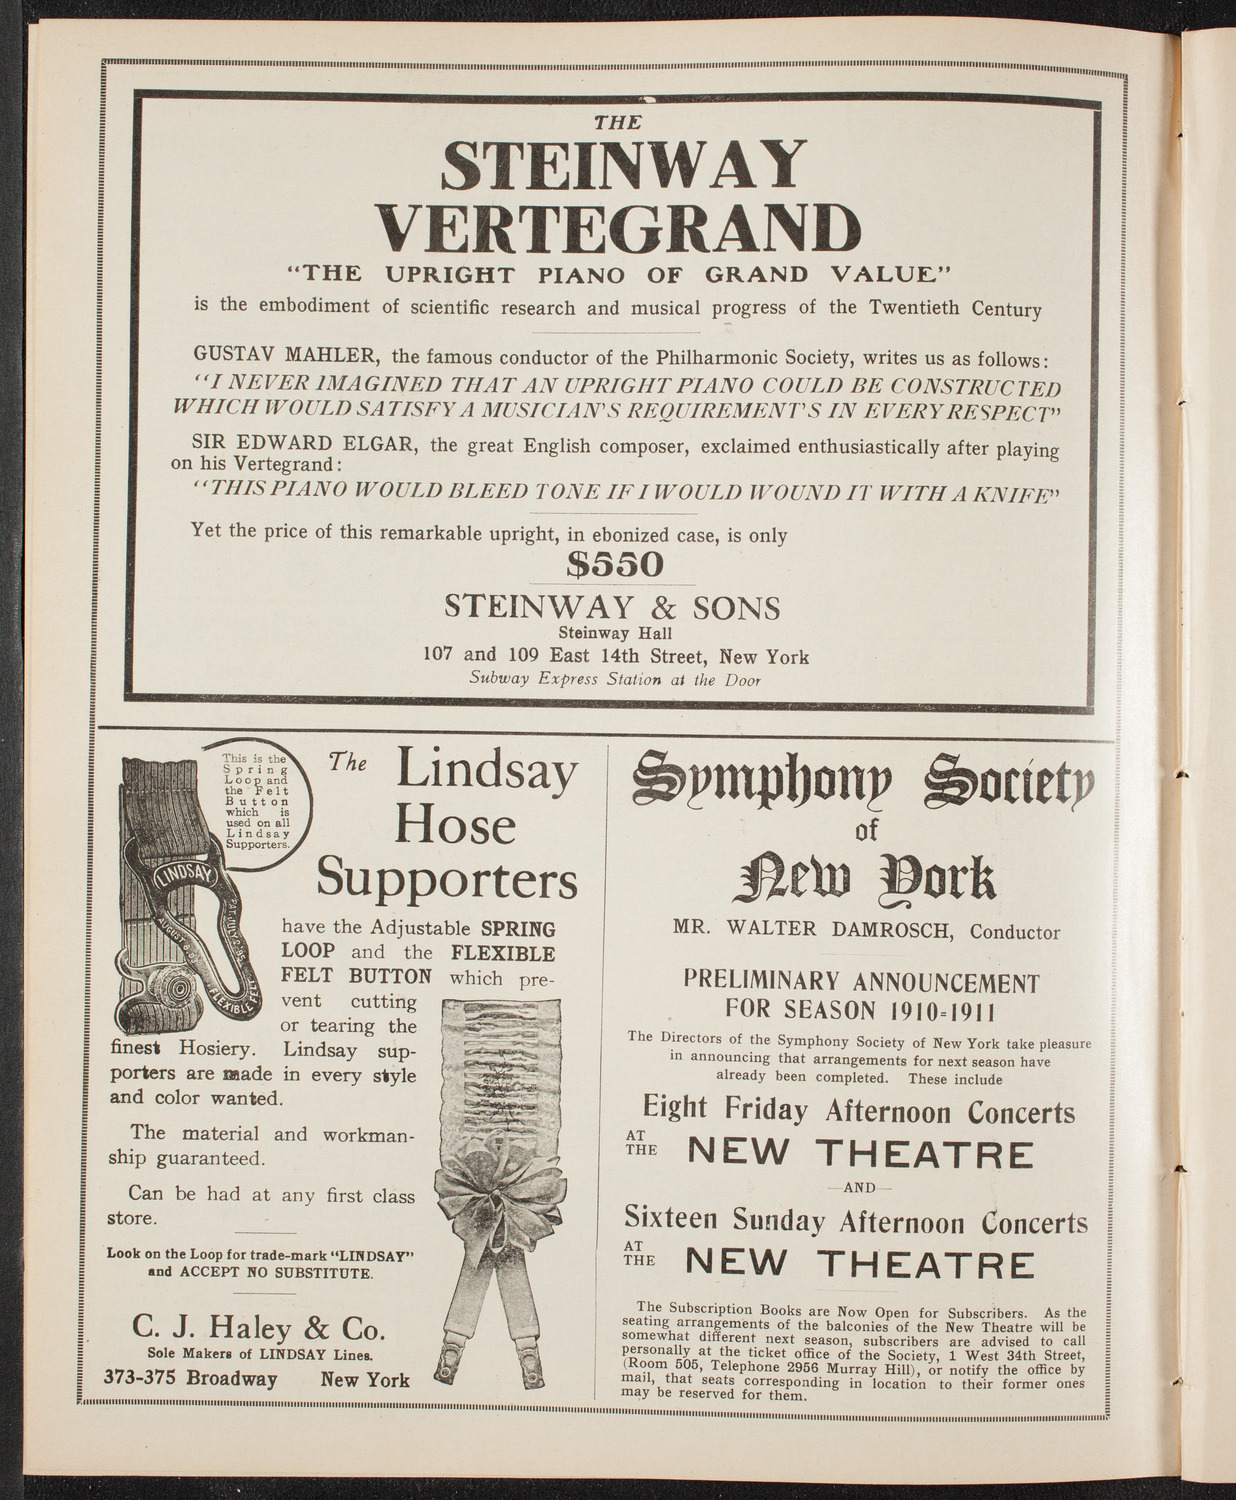 THE
STEINWAY
VERTEGRAND
"THE UPRIGHT PIANO OF GRAND VALUE"
is the embodiment of scientific research and musical progress of the Twentieth Century
GUSTAV MAHLER, the famous conductor of the Philharmonic Society, writes us as follows:
"I NEVER IMAGINED THAT AN UPRIGHT PIANO COULD BE CONSTRUCTED
WHICH WOULD SATISFY A MUSICIAN'S REQUIREMENT'S IN EVERY RESPECT"
SIR EDWARD ELGAR, the great English composer, exclaimed enthusiastically after playing
on his Vertegrand:
"THIS PIANO WOULD BLEED TONE IF I WOULD WOUND IT WITH A KNIFE"
Yet the price of this remarkable upright, in ebonized case, is only
$550
STEINWAY & SONS
Steinway Hall
107 and 109 East 14th Street, New York
Subway Express Station at the Door
This is the
Spring
Loop and
the Felt
Button
which is
used on all
Lindsay
Supporters.
LINDSAY
PAT. JULY 22-'95
AUGUST
FLEXIBLE FELT
The Lindsay
Hose
Supporters
have the Adjustable SPRING
LOOP and the FLEXIBLE
FELT BUTTON which pre-
vent cutting
or tearing the
finest Hosiery. Lindsay sup-
porters are made in every style
and color wanted.
The material and workman-
ship guaranteed.
Can be had at any first class
store.
Look on the Loop for trade-mark "LINDSAY"
and ACCEPT NO SUBSTITUTE.
C. J. Haley & Co.
Sole Makers of LINDSAY Lines.
373-375 Broadway New York
Symphony Society
of
New York
MR. WALTER DAMROSCH, Conductor
PRELIMINARY ANNOUNCEMENT
FOR SEASON 1910-1911
The Directors of the Symphony Society of New York take pleasure
in announcing that arrangements for next season have
already been completed. These include
Eight Friday Afternoon Concerts
AT THE NEW THEATRE
AND
Sixteen Sunday Afternoon Concerts
AT THE NEW THEATRE
The Subscription Books are Now Open for Subscribers. As the
seating arrangements of the balconies of the New Theatre will be
somewhat different next season, subscribers are advised to call
personally at the ticket office of the Society, 1 West 34th Street,
(Room 505, Telephone 2956 Murray Hill), or notify the office by
mail, that seats corresponding in location to their former ones
may be reserved for them.